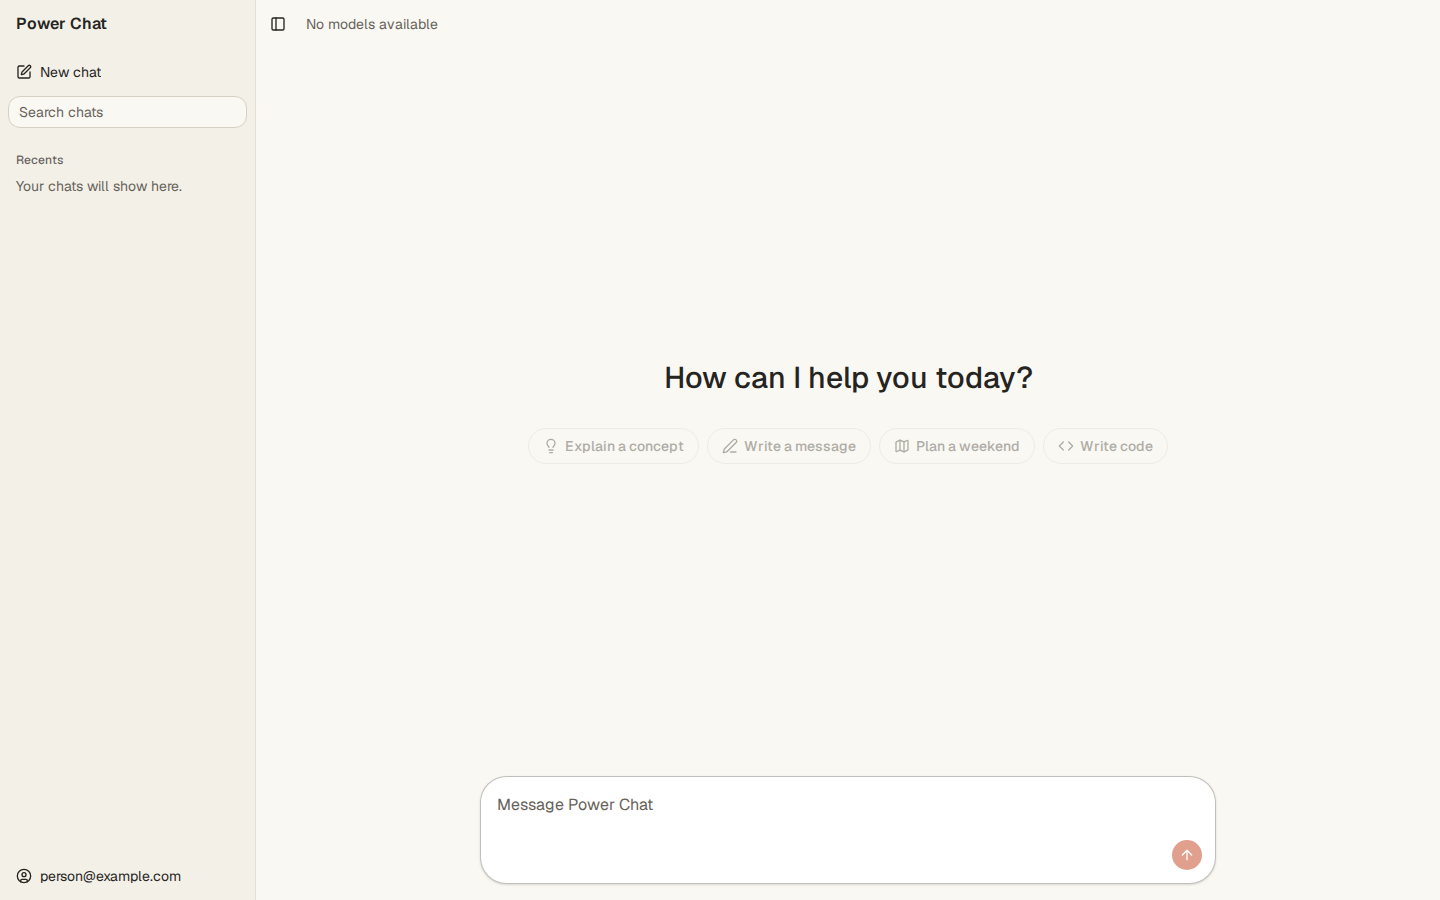 Power Chat
New chat
Search chats
Recents
Your chats will show here.
person@example.com
No models available
How can I help you today?
Explain a concept
Write a message
Plan a weekend
Write code
Message Power Chat